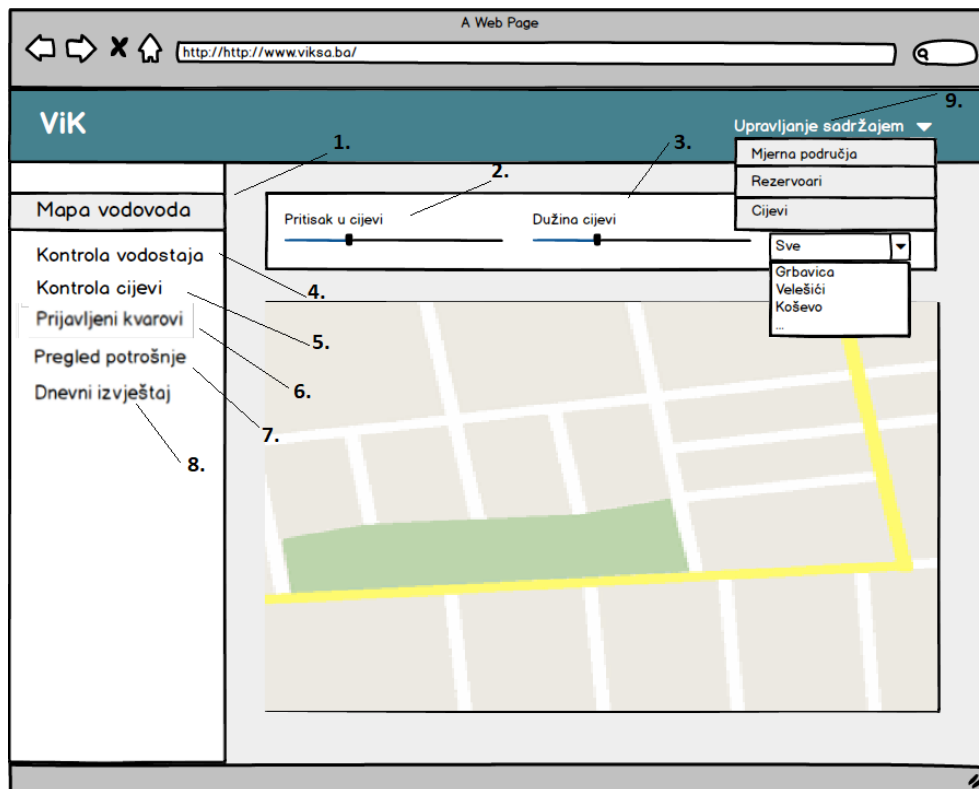 A Web Page
http://http://www.viksa.ba/
9.
ViK
Upravljanje sadržajem
1.
3.
Mjerna područja
2.
Rezervoari
Mapa vodovoda
Pritisak u cijevi
Dužina cijevi
Cijevi
Sve
Kontrola vodostaja
Grbavica
Kontrola cijevi
4.
Velešići
Prijavljeni kvarovi
Koševo
...
5.
Pregled potrošnje
6.
Dnevni izvještaj
7.
8.